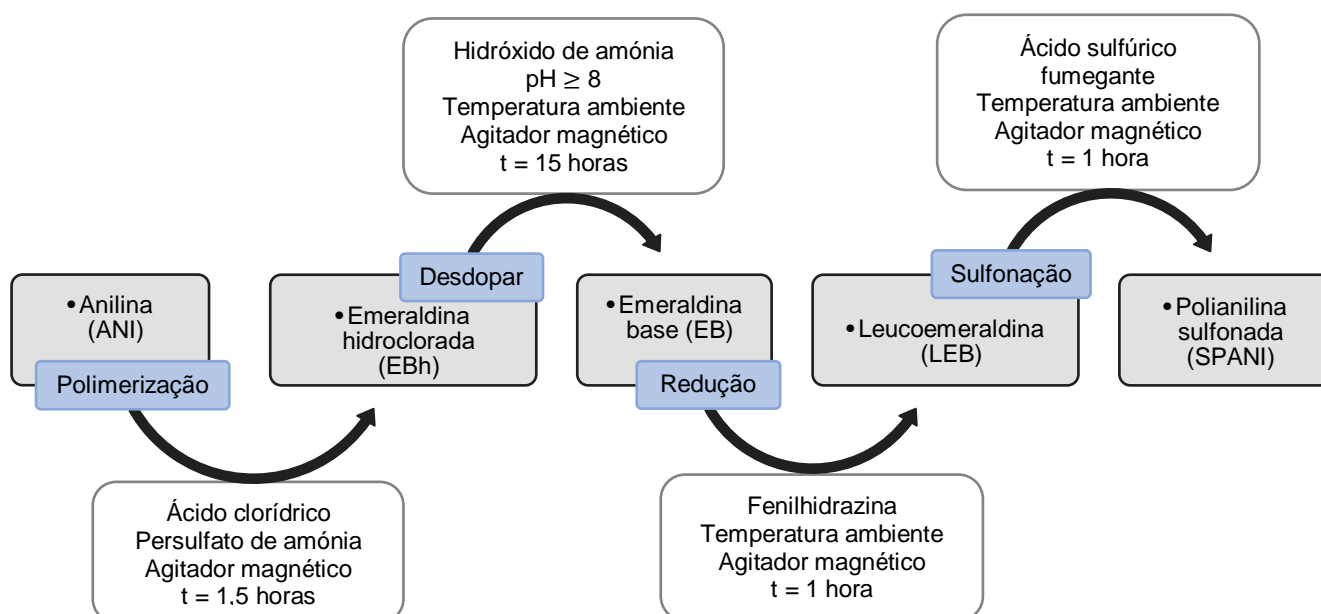 Hidróxido de amónia
pH ≥ 8
Temperatura ambiente
Agitador magnético
t = 15 horas
Ácido sulfúrico
fumegante
Temperatura ambiente
Agitador magnético
t = 1 hora
Desdopar
Sulfonação
•Anilina
(ANI)
•Emeraldina
hidroclorada
(EBh)
•Emeraldina
base (EB)
•Leucoemeraldina
(LEB)
•Polianilina
sulfonada
(SPANI)
Polimerização
Redução
Ácido clorídrico
Persulfato de amónia
Agitador magnético
t = 1,5 horas
Fenilhidrazina
Temperatura ambiente
Agitador magnético
t = 1 hora